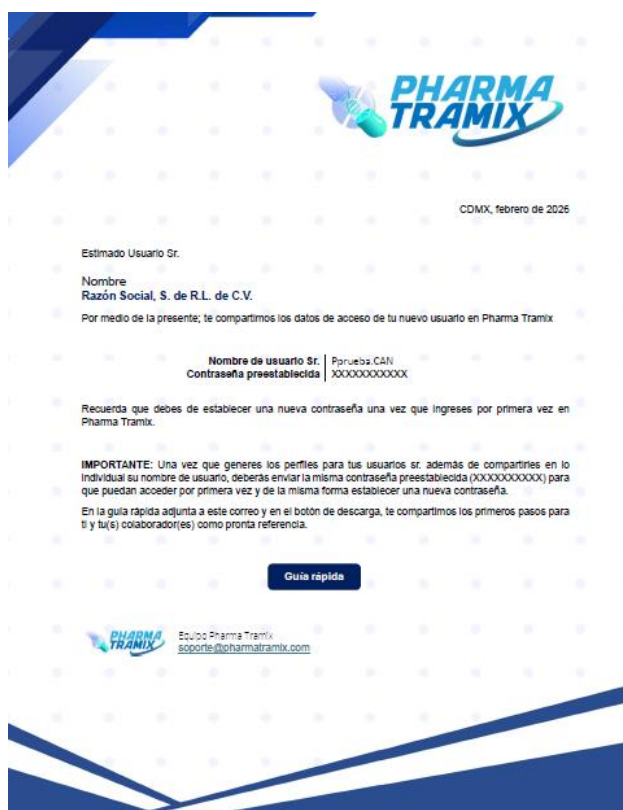 PHARMA
TRAMIX
CDMX, febrero de 2026
Estimado Usuario Sr.
Nombre
Razón Social, S. de R.L. de C.V.
Por medio de la presente; te compartimos los datos de acceso de tu nuevo usuario en Pharma Tramix
Nombre de usuario Sr. Pprueba.CAN
Contraseña preestablecida XXXXXXXXXXX
Recuerda que debes de establecer una nueva contraseña una vez que ingreses por primera vez en
Pharma Tramix.
IMPORTANTE: Una vez que generes los perfiles para tus usuarios sr. además de compartirles en lo
individual su nombre de usuario, deberás enviar la misma contraseña preestablecida (XXXXXXXXXXX) para
que puedan acceder por primera vez y de la misma forma establecer una nueva contraseña.
En la guía rápida adjunta a este correo y en el botón de descarga, te compartimos los primeros pasos para
ti y tu(s) colaborador(es) como pronta referencia.
Guía rápida
PHARMA
TRAMIX
Equipo Pharma Tramix
soporte@pharmatramix.com